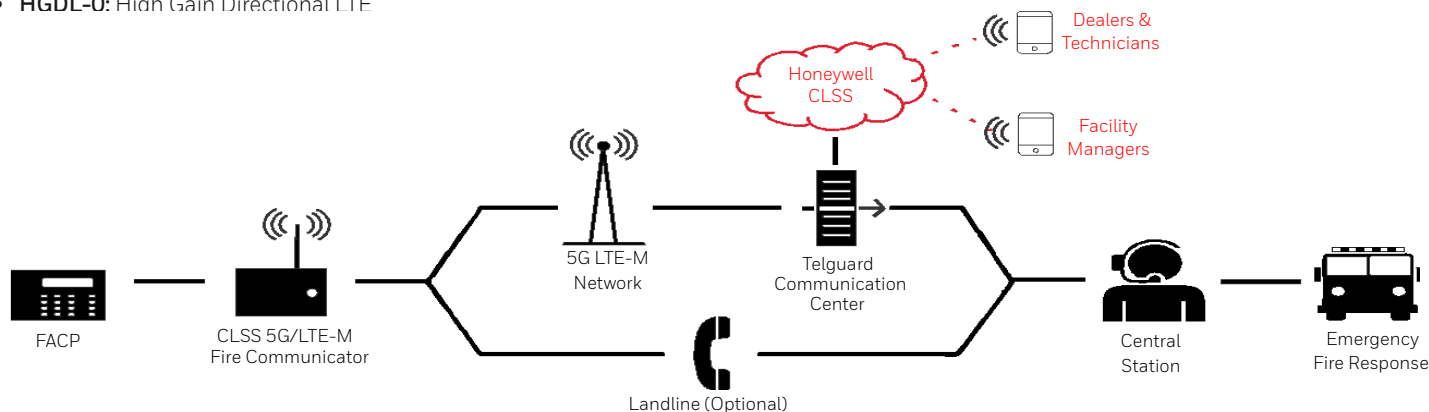 • HGDL-0: High Gain Directional LTE
Dealers &
Technicians
Honeywell
CLSS
Facility
Managers
5G LTE-M
Network
Telguard
Communication
Center
FACP
CLSS 5G/LTE-M
Fire Communicator
Central
Station
Emergency
Fire Response
Landline (Optional)